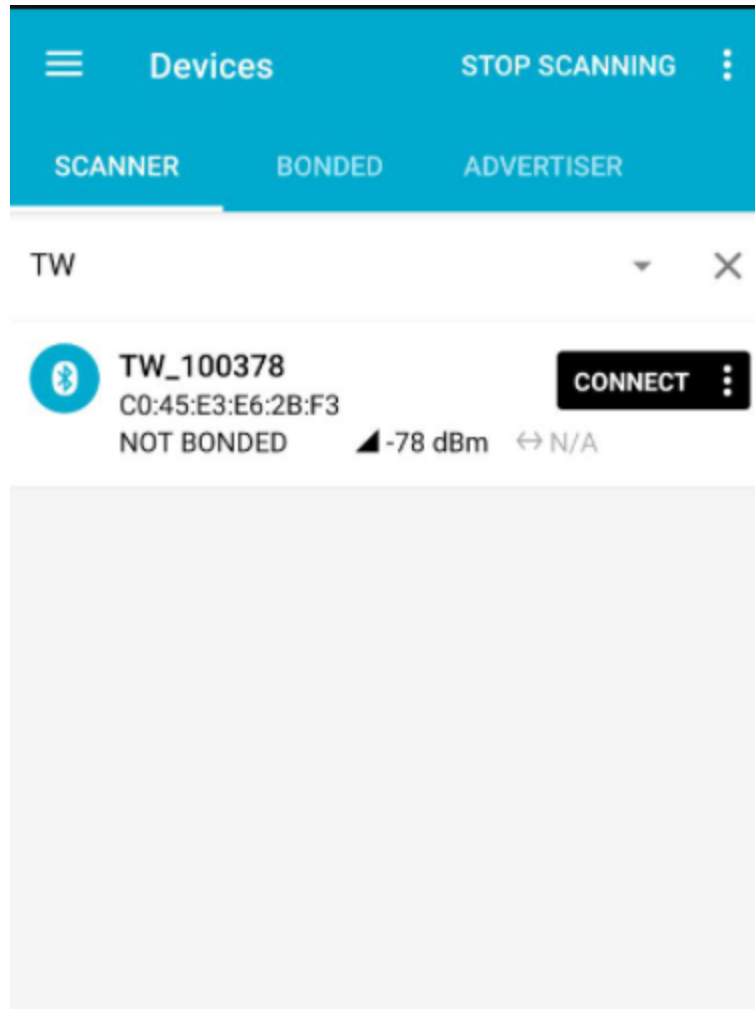 Devices STOP SCANNING
SCANNER BONDED ADVERTISER
TW
TW_100378
CONNECT
C0:45:E3:E6:2B:F3
NOT BONDED -78 dBm N/A